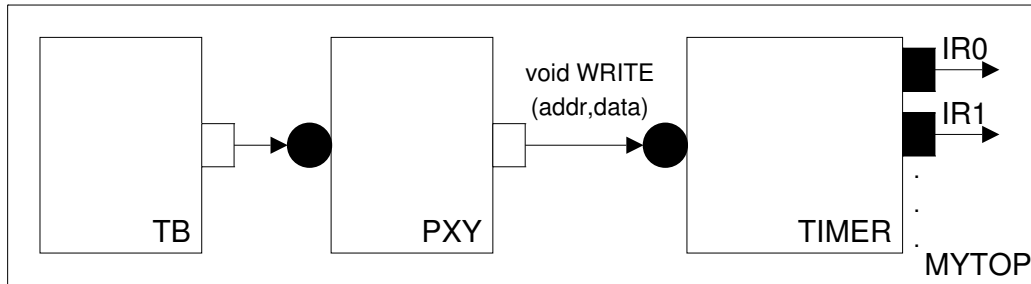 IR0
void WRITE
(addr,data)
IR1
TB
PXY
TIMER
MYTOP